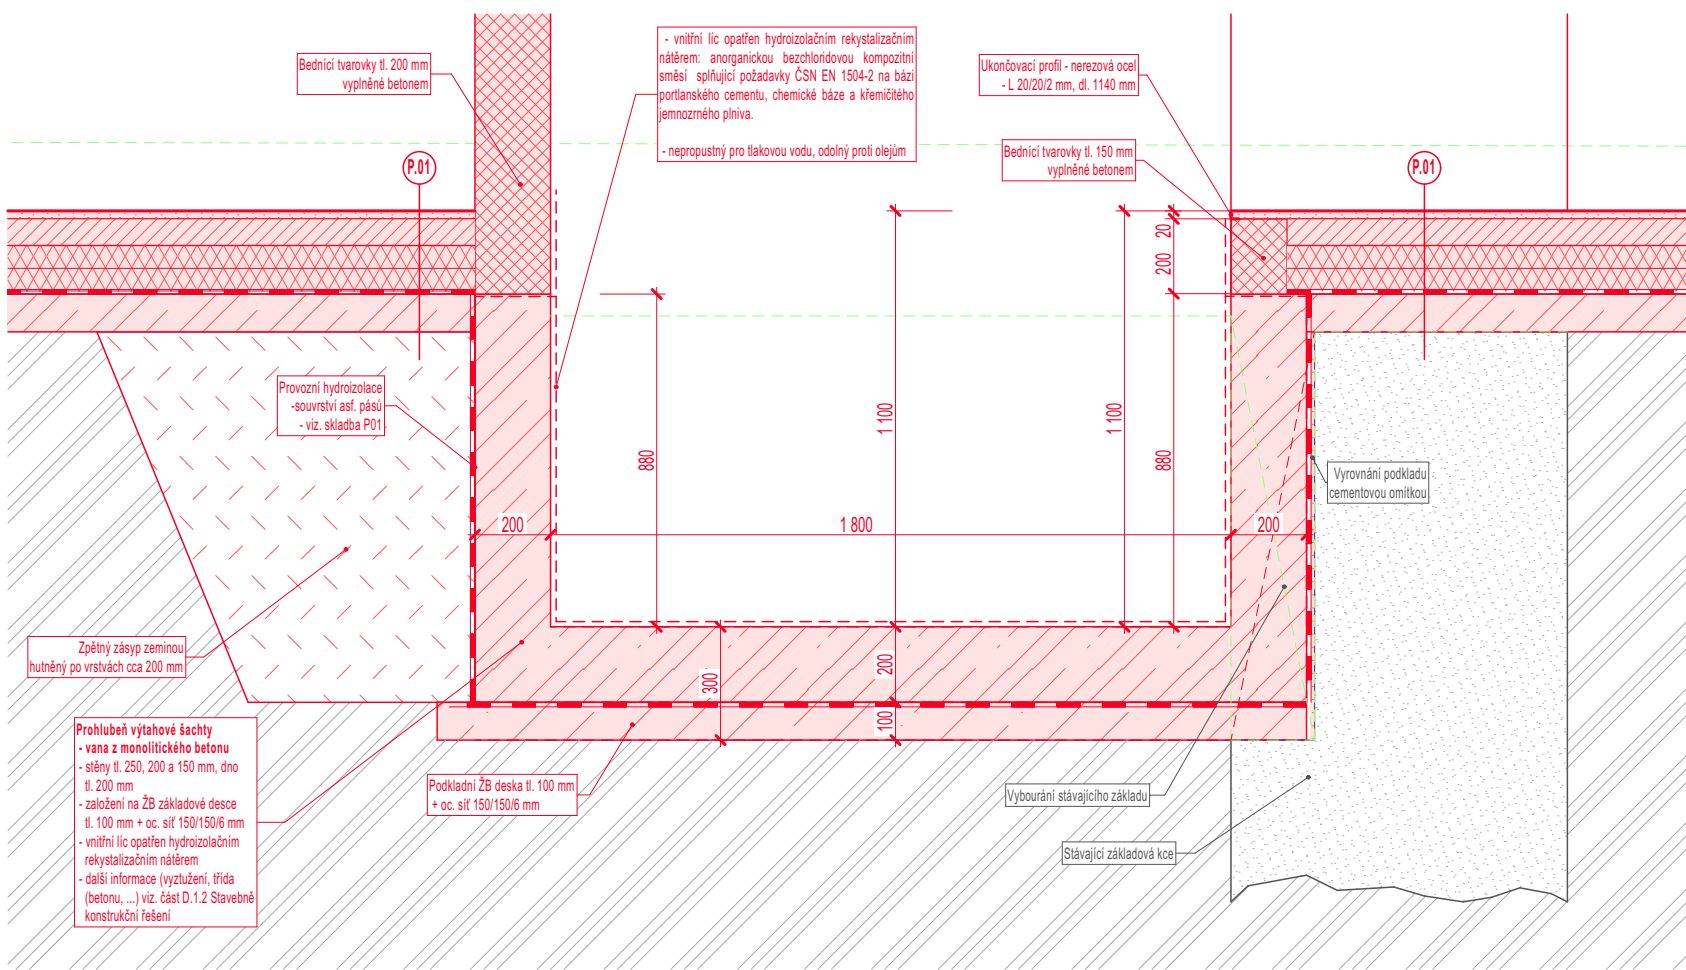 Bednící tvarovky tl. 200 mm
vyplněné betonem
- vnitřní líc opatřen hydroizolačním rekystalizačním
nátěrem: anorganickou bezchloridovou kompozitní
směsí splňující požadavky ČSN EN 1504-2 na bázi
portlanského cementu, chemické báze a křemičitého
jemnozrného plniva.
- nepropustný pro tlakovou vodu, odolný proti olejům
Ukončovací profil - nerezová ocel
- L 20/20/2 mm, dl. 1140 mm
Bednící tvarovky tl. 150 mm
vyplněné betonem
P.01
P.01
20
200
1 100
1 100
880
880
Provozní hydroizolace
-souvrství asf. pásů
- viz. skladba P01
Vyrovnání podkladu
cementovou omítkou
200
1 800
200
Zpětný zásyp zeminou
hutněný po vrstvách cca 200 mm
300
200
100
Prohlubeň výtahové šachty
- vana z monolitického betonu
- stěny tl. 250, 200 a 150 mm, dno
tl. 200 mm
- založení na ŽB základové desce
tl. 100 mm + oc. síť 150/150/6 mm
- vnitřní líc opatřen hydroizolačním
rekystalizačním nátěrem
- další informace (vyztužení, třída
(betonu, ...) viz. část D.1.2 Stavebně
konstrukční řešení
Podkladní ŽB deska tl. 100 mm
+ oc. síť 150/150/6 mm
Vybourání stávajícího základu
Stávající základová kce